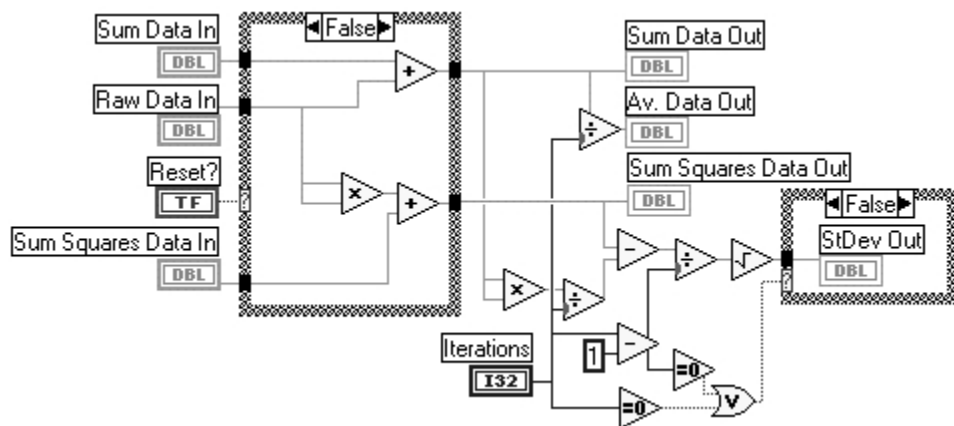 Sum Data In
DBL
Raw Data In
DBL
Reset?
TF
?
Sum Squares Data In
DBL
False
+
×
+
Sum Data Out
DBL
Av. Data Out
÷
DBL
Sum Squares Data Out
DBL
False
StDev Out
DBL
?
−
÷
√
×
÷
Iterations
I32
1
−
=0
=0
V